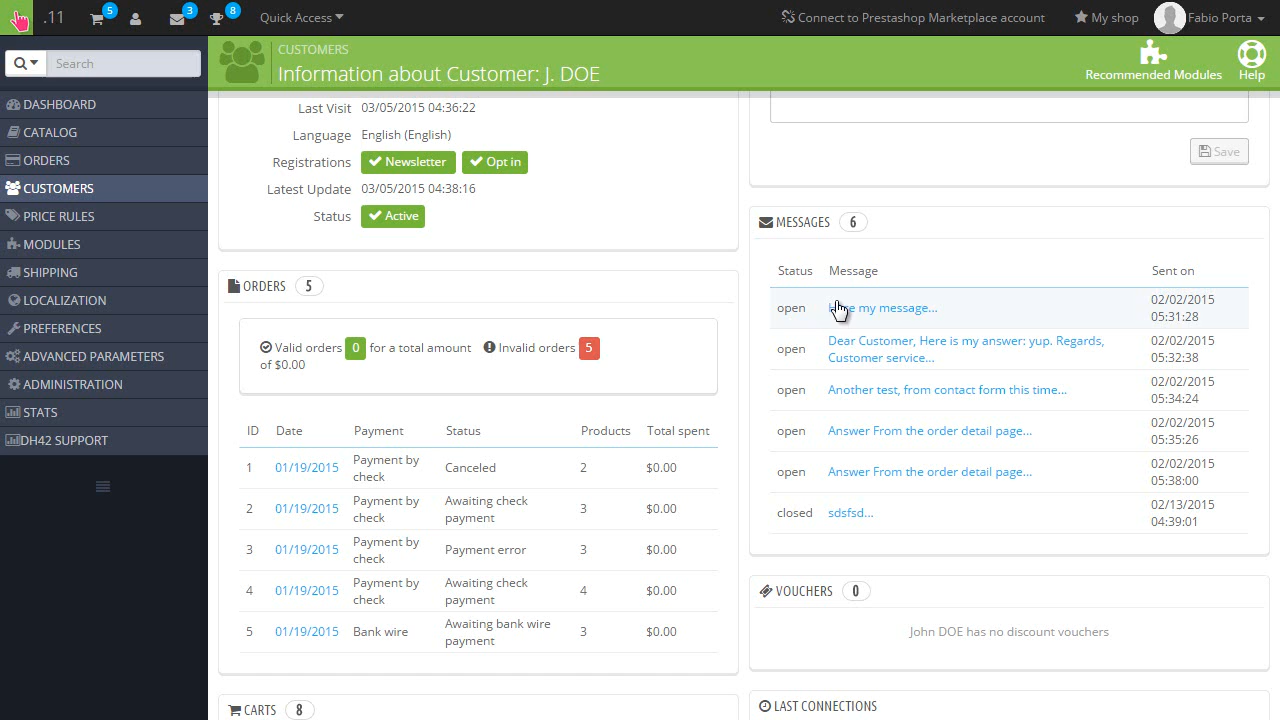 .11 5 3 8 Quick Access Connect to Prestashop Marketplace account My shop Fabio Porta
Search
CUSTOMERS
Information about Customer: J. DOE
Recommended Modules Help
DASHBOARD
CATALOG
ORDERS
CUSTOMERS
PRICE RULES
MODULES
SHIPPING
LOCALIZATION
PREFERENCES
ADVANCED PARAMETERS
ADMINISTRATION
STATS
DH42 SUPPORT
Last Visit 03/05/2015 04:36:22
Language English (English)
Registrations Newsletter Opt in
Latest Update 03/05/2015 04:38:16
Status Active
ORDERS 5
Valid orders 0 for a total amount Invalid orders 5
of $0.00
ID Date Payment Status Products Total spent
1 01/19/2015 Payment by check Canceled 2 $0.00
2 01/19/2015 Payment by check Awaiting check payment 3 $0.00
3 01/19/2015 Payment by check Payment error 3 $0.00
4 01/19/2015 Payment by check Awaiting check payment 4 $0.00
5 01/19/2015 Bank wire Awaiting bank wire payment 3 $0.00
CARTS 8
Save
MESSAGES 6
Status Message Sent on
open my message... 02/02/2015 05:31:28
open Dear Customer, Here is my answer: yup. Regards, Customer service... 02/02/2015 05:32:38
open Another test, from contact form this time... 02/02/2015 05:34:24
open Answer From the order detail page... 02/02/2015 05:35:26
open Answer From the order detail page... 02/02/2015 05:38:00
closed sdsfsd... 02/13/2015 04:39:01
VOUCHERS 0
John DOE has no discount vouchers
LAST CONNECTIONS